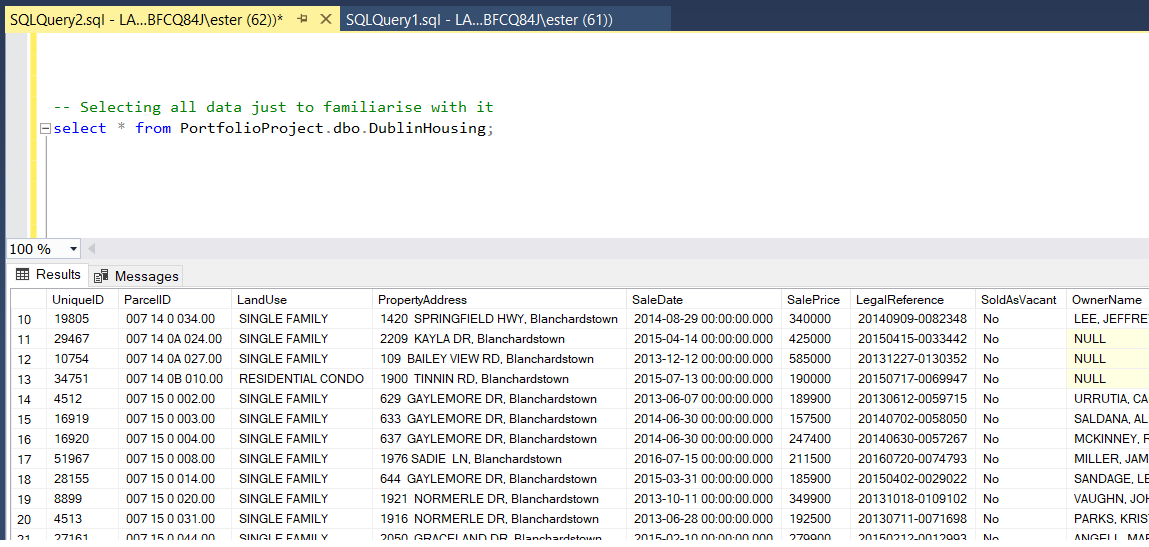 SQLQuery2.sql - LA...BFCQ84J\ester (62))* SQLQuery1.sql - LA...BFCQ84J\ester (61))
-- Selecting all data just to familiarise with it
select * from PortfolioProject.dbo.DublinHousing;
100 %
Results Messages
UniqueID ParcelID LandUse PropertyAddress SaleDate SalePrice LegalReference SoldAsVacant OwnerName
10 19805 007 14 0 034.00 SINGLE FAMILY 1420 SPRINGFIELD HWY, Blanchardstown 2014-08-29 00:00:00.000 340000 20140909-0082348 No LEE, JEFFRE
11 29467 007 14 0A 024.00 SINGLE FAMILY 2209 KAYLA DR, Blanchardstown 2015-04-14 00:00:00.000 425000 20150415-0033442 No NULL
12 10754 007 14 0A 027.00 SINGLE FAMILY 109 BAILEY VIEW RD, Blanchardstown 2013-12-12 00:00:00.000 585000 20131227-0130352 No NULL
13 34751 007 14 0B 010.00 RESIDENTIAL CONDO 1900 TINNIN RD, Blanchardstown 2015-07-13 00:00:00.000 190000 20150717-0069947 No NULL
14 4512 007 15 0 002.00 SINGLE FAMILY 629 GAYLEMORE DR, Blanchardstown 2013-06-07 00:00:00.000 189900 20130612-0059715 No URRUTIA, CA
15 16919 007 15 0 003.00 SINGLE FAMILY 633 GAYLEMORE DR, Blanchardstown 2014-06-30 00:00:00.000 157500 20140702-0058050 No SALDANA, AL
16 16920 007 15 0 004.00 SINGLE FAMILY 637 GAYLEMORE DR, Blanchardstown 2014-06-30 00:00:00.000 247400 20140630-0057267 No MCKINNEY, R
17 51967 007 15 0 008.00 SINGLE FAMILY 1976 SADIE LN, Blanchardstown 2016-07-15 00:00:00.000 211500 20160720-0074793 No MILLER, JAM
18 28155 007 15 0 014.00 SINGLE FAMILY 644 GAYLEMORE DR, Blanchardstown 2015-03-31 00:00:00.000 185900 20150402-0029022 No SANDAGE, LE
19 8899 007 15 0 020.00 SINGLE FAMILY 1921 NORMERLE DR, Blanchardstown 2013-10-11 00:00:00.000 349900 20131018-0109102 No VAUGHN, JOH
20 4513 007 15 0 031.00 SINGLE FAMILY 1916 NORMERLE DR, Blanchardstown 2013-06-28 00:00:00.000 192500 20130711-0071698 No PARKS, KRIS
21 27161 007 15 0 044.00 SINGLE FAMILY 2050 GRACELAND DR, Blanchardstown 2015-02-10 00:00:00.000 279900 20150212-0012993 No ANGELL, MAR